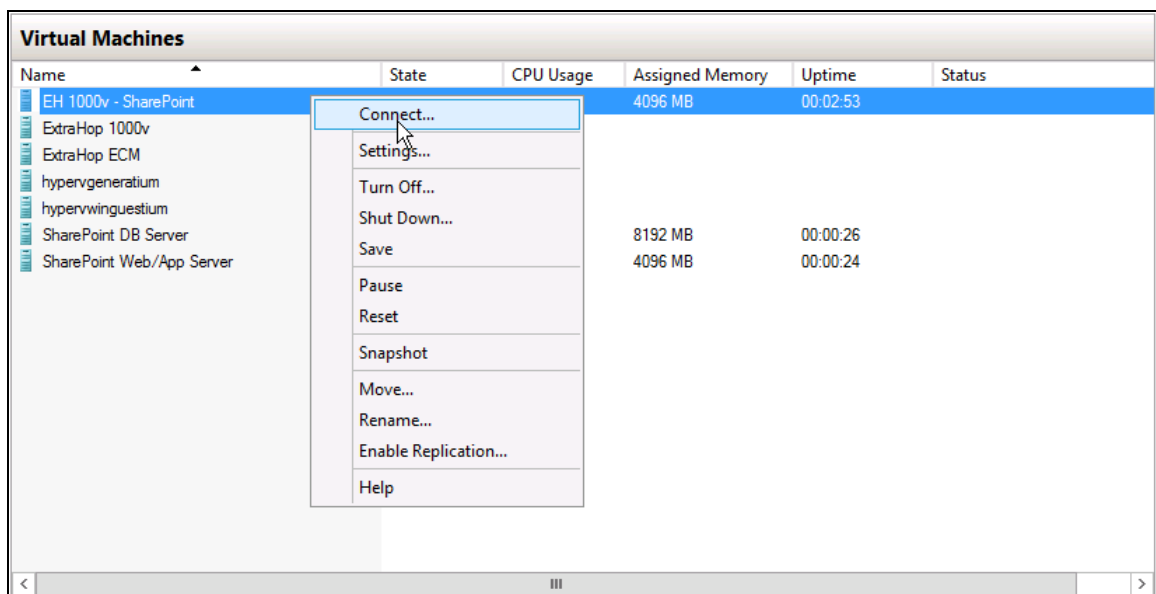 Virtual Machines
Name State CPU Usage Assigned Memory Uptime Status
EH 1000v - SharePoint 4096 MB 00:02:53
Connect...
ExtraHop 1000v
ExtraHop ECM
Settings...
hypervgeneratium
Turn Off...
hypervwinguestium
Shut Down...
SharePoint DB Server 8192 MB 00:00:26
Save
SharePoint Web/App Server 4096 MB 00:00:24
Pause
Reset
Snapshot
Move...
Rename...
Enable Replication...
Help